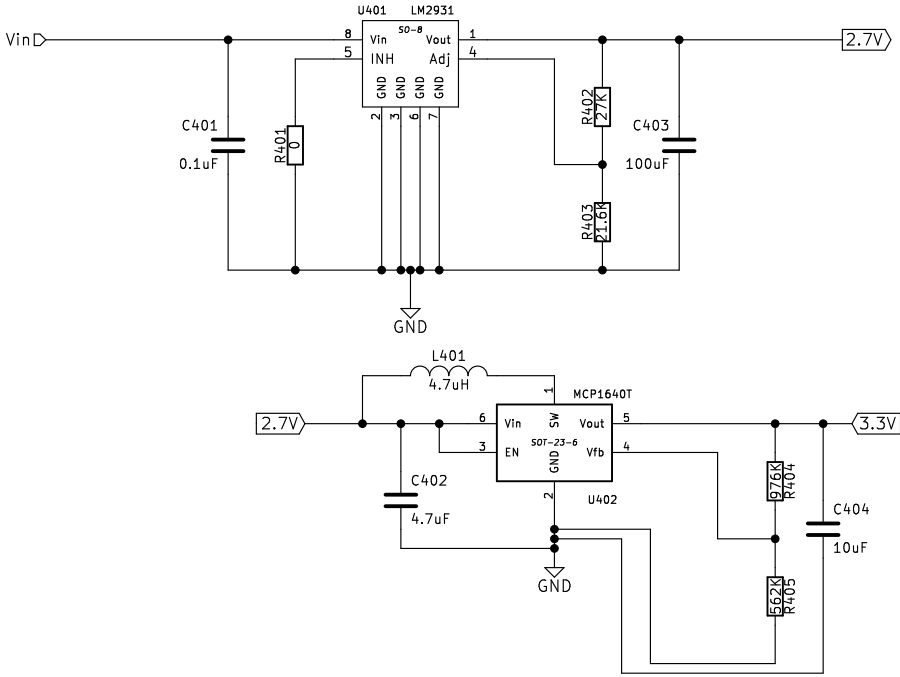 U401 LM2931
SO-8
Vin
8 Vin Vout 1
2.7V
5 INH Adj 4
GND GND GND GND
2 3 6 7
C401
0.1uF
R401
0
R402
27K
C403
100uF
R403
21.6K
GND
L401
4.7uH
1
MCP1640T
2.7V
6 Vin SW Vout 5
3.3V
SOT-23-6
3 EN GND Vfb 4
2
U402
C402
4.7uF
976K
R404
C404
10uF
GND
562K
R405